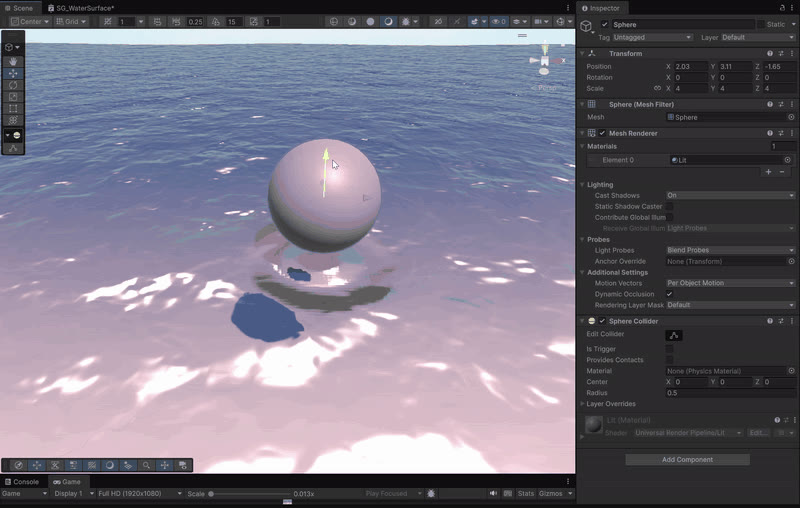 Scene
SG_WaterSurface*
Center
Grid
1
0.25
15
1
0
Console
Game
Game
Display 1
Full HD (1920x1080)
Scale
0.013x
Play Focused
Stats
Gizmos
Inspector
Sphere
Static
Tag
Untagged
Layer
Default
Transform
Position X 2.03 Y 3.11 Z -1.65
Rotation X 0 Y 0 Z 0
Scale X 4 Y 4 Z 4
Sphere (Mesh Filter)
Mesh
Sphere
Mesh Renderer
Materials
1
Element 0
Lit
Lighting
Cast Shadows
On
Static Shadow Caster
Contribute Global Illum
Receive Global Illum
Light Probes
Probes
Light Probes
Blend Probes
Anchor Override
None (Transform)
Additional Settings
Motion Vectors
Per Object Motion
Dynamic Occlusion
Rendering Layer Mask
Default
Sphere Collider
Edit Collider
Is Trigger
Provides Contacts
Material
None (Physics Material)
Center X 0 Y 0 Z 0
Radius
0.5
Layer Overrides
Lit (Material)
Shader
Universal Render Pipeline/Lit
Edit...
Add Component